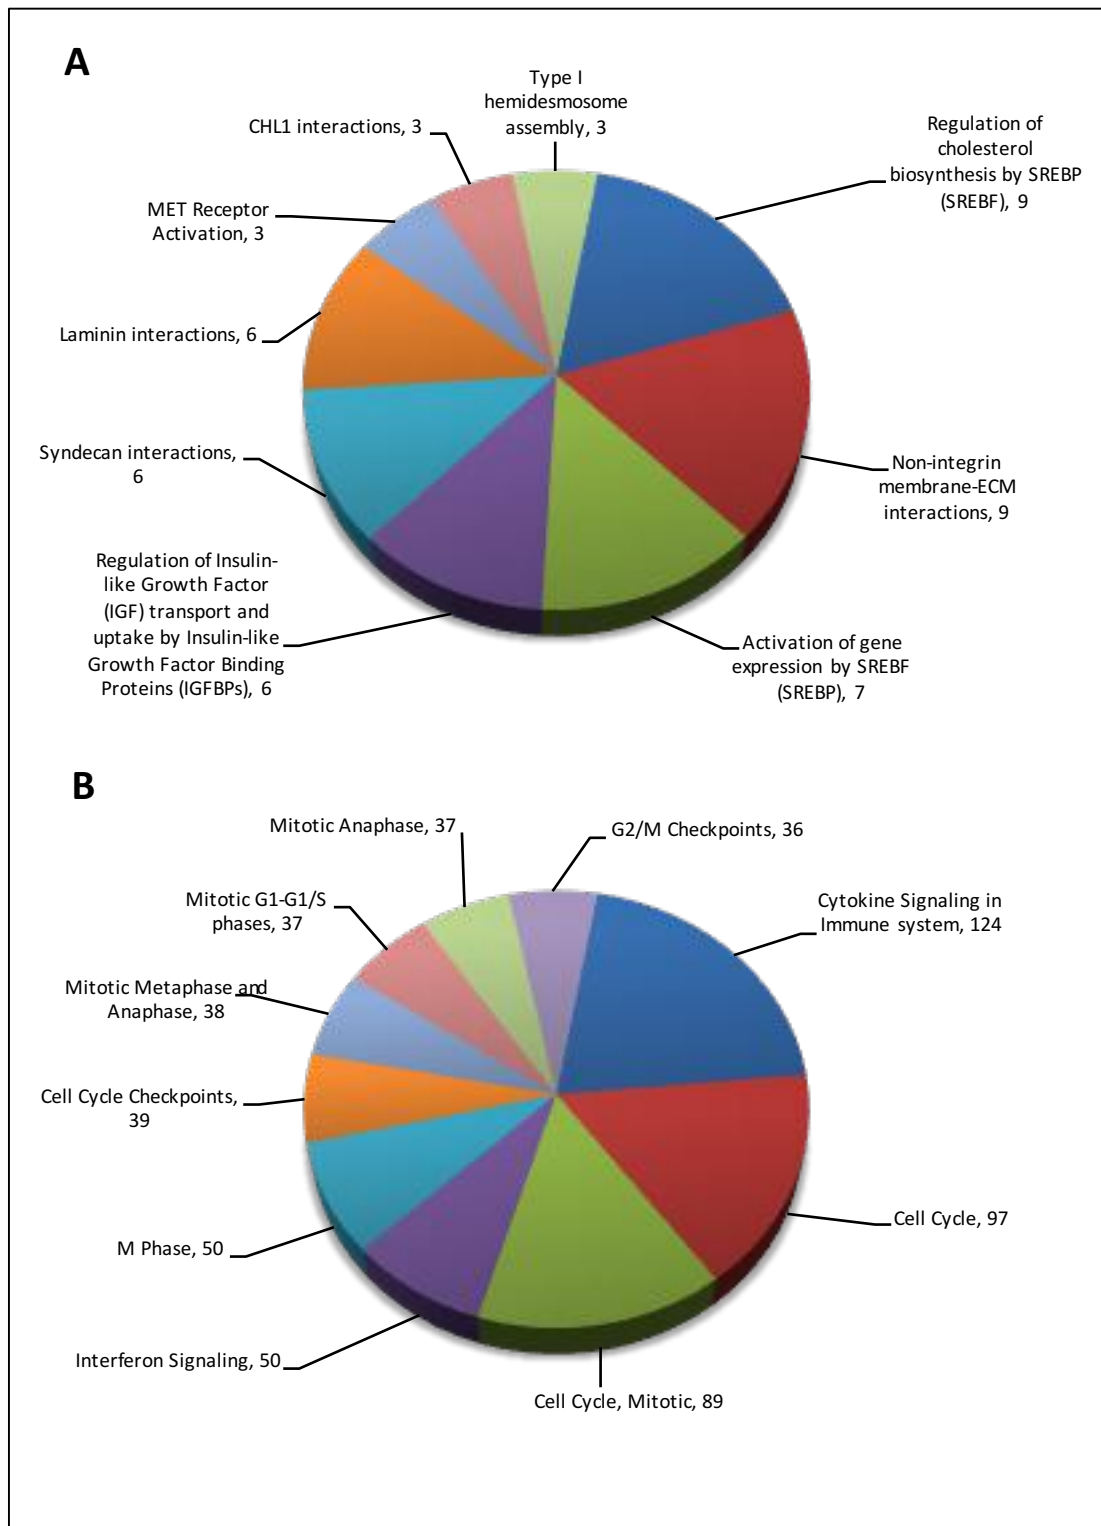 A
Type I
hemidesmosome
assembly, 3
CHL1 interactions, 3
Regulation of
cholesterol
biosynthesis by SREBP
(SREBF), 9
MET Receptor
Activation, 3
Laminin interactions, 6
Syndecan interactions,
6
Non-integrin
membrane-ECM
interactions, 9
Regulation of Insulin-
like Growth Factor
(IGF) transport and
uptake by Insulin-like
Growth Factor Binding
Proteins (IGFBPs), 6
Activation of gene
expression by SREBF
(SREBP), 7
B
Mitotic Anaphase, 37
G2/M Checkpoints, 36
Mitotic G1-G1/S
phases, 37
Cytokine Signaling in
Immune system, 124
Mitotic Metaphase and
Anaphase, 38
Cell Cycle Checkpoints,
39
Cell Cycle, 97
M Phase, 50
Interferon Signaling, 50
Cell Cycle, Mitotic, 89